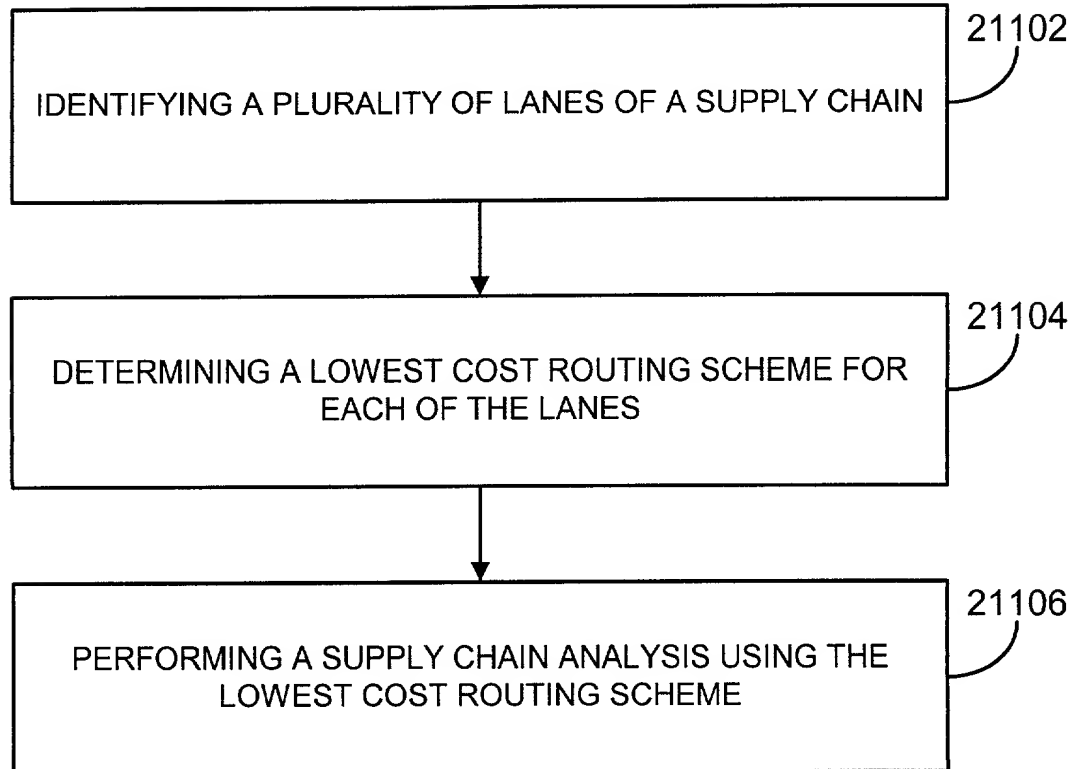 21102
IDENTIFYING A PLURALITY OF LANES OF A SUPPLY CHAIN
21104
DETERMINING A LOWEST COST ROUTING SCHEME FOR
EACH OF THE LANES
21106
PERFORMING A SUPPLY CHAIN ANALYSIS USING THE
LOWEST COST ROUTING SCHEME